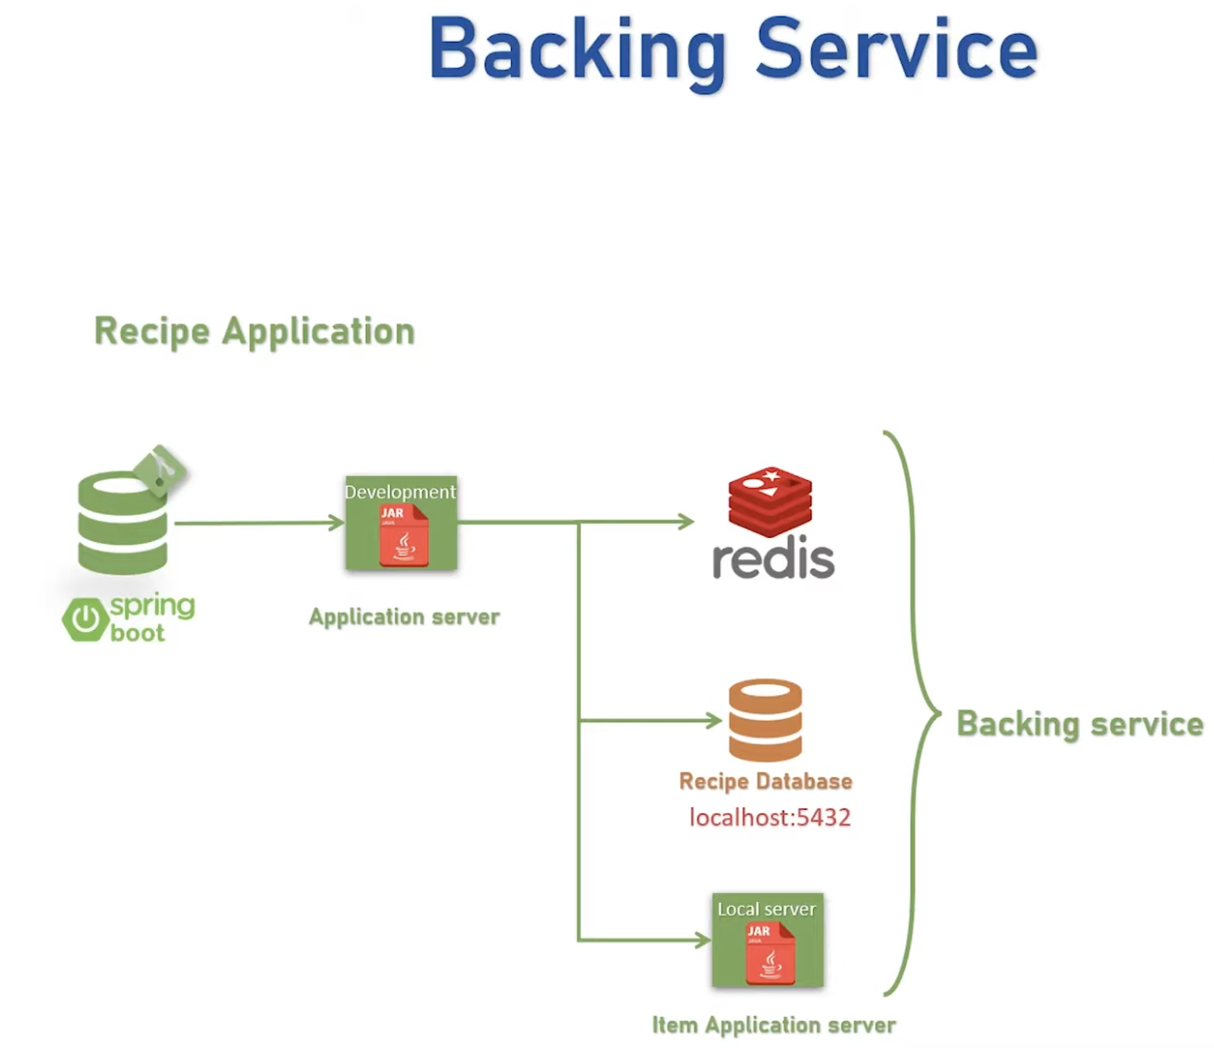 Backing Service
Recipe Application
spring
boot
Development
JAR
Application server
redis
Recipe Database
localhost:5432
Backing service
Local server
JAR
Item Application server